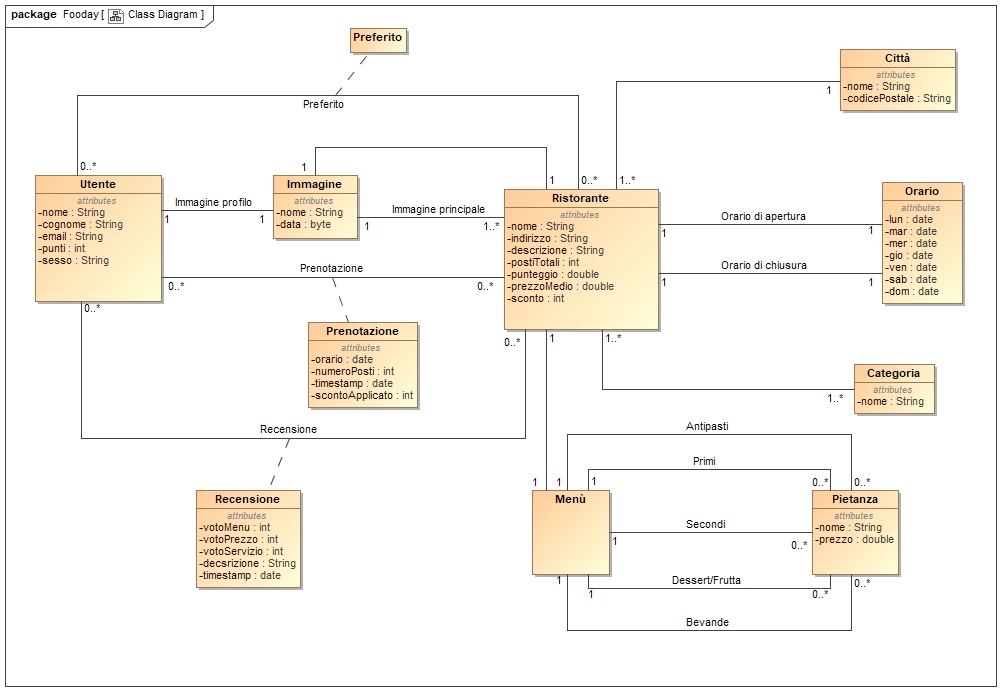 package Fooday [ Class Diagram ]
Preferito
Preferito
0..*
0..*
Città
attributes
-nome : String
-codicePostale : String
1
1..*
1
1
Utente
attributes
-nome : String
-cognome : String
-email : String
-punti : int
-sesso : String
Immagine profilo
1
1
Immagine
attributes
-nome : String
-data : byte
Immagine principale
1
1..*
Ristorante
attributes
-nome : String
-indirizzo : String
-descrizione : String
-postiTotali : int
-punteggio : double
-prezzoMedio : double
-sconto : int
Orario di apertura
1
1
Orario di chiusura
1
1
Orario
attributes
-lun : date
-mar : date
-mer : date
-gio : date
-ven : date
-sab : date
-dom : date
Prenotazione
0..*
0..*
Prenotazione
attributes
-orario : date
-numeroPosti : int
-timestamp : date
-scontoApplicato : int
0..*
0..*
1
1..*
Categoria
attributes
-nome : String
1..*
Recensione
Recensione
attributes
-votoMenu : int
-votoPrezzo : int
-votoServizio : int
-decsrizione : String
-timestamp : date
Antipasti
Primi
1
1
1
0..*
0..*
Menù
Secondi
1
0..*
Pietanza
attributes
-nome : String
-prezzo : double
Dessert/Frutta
1
1
0..*
0..*
Bevande